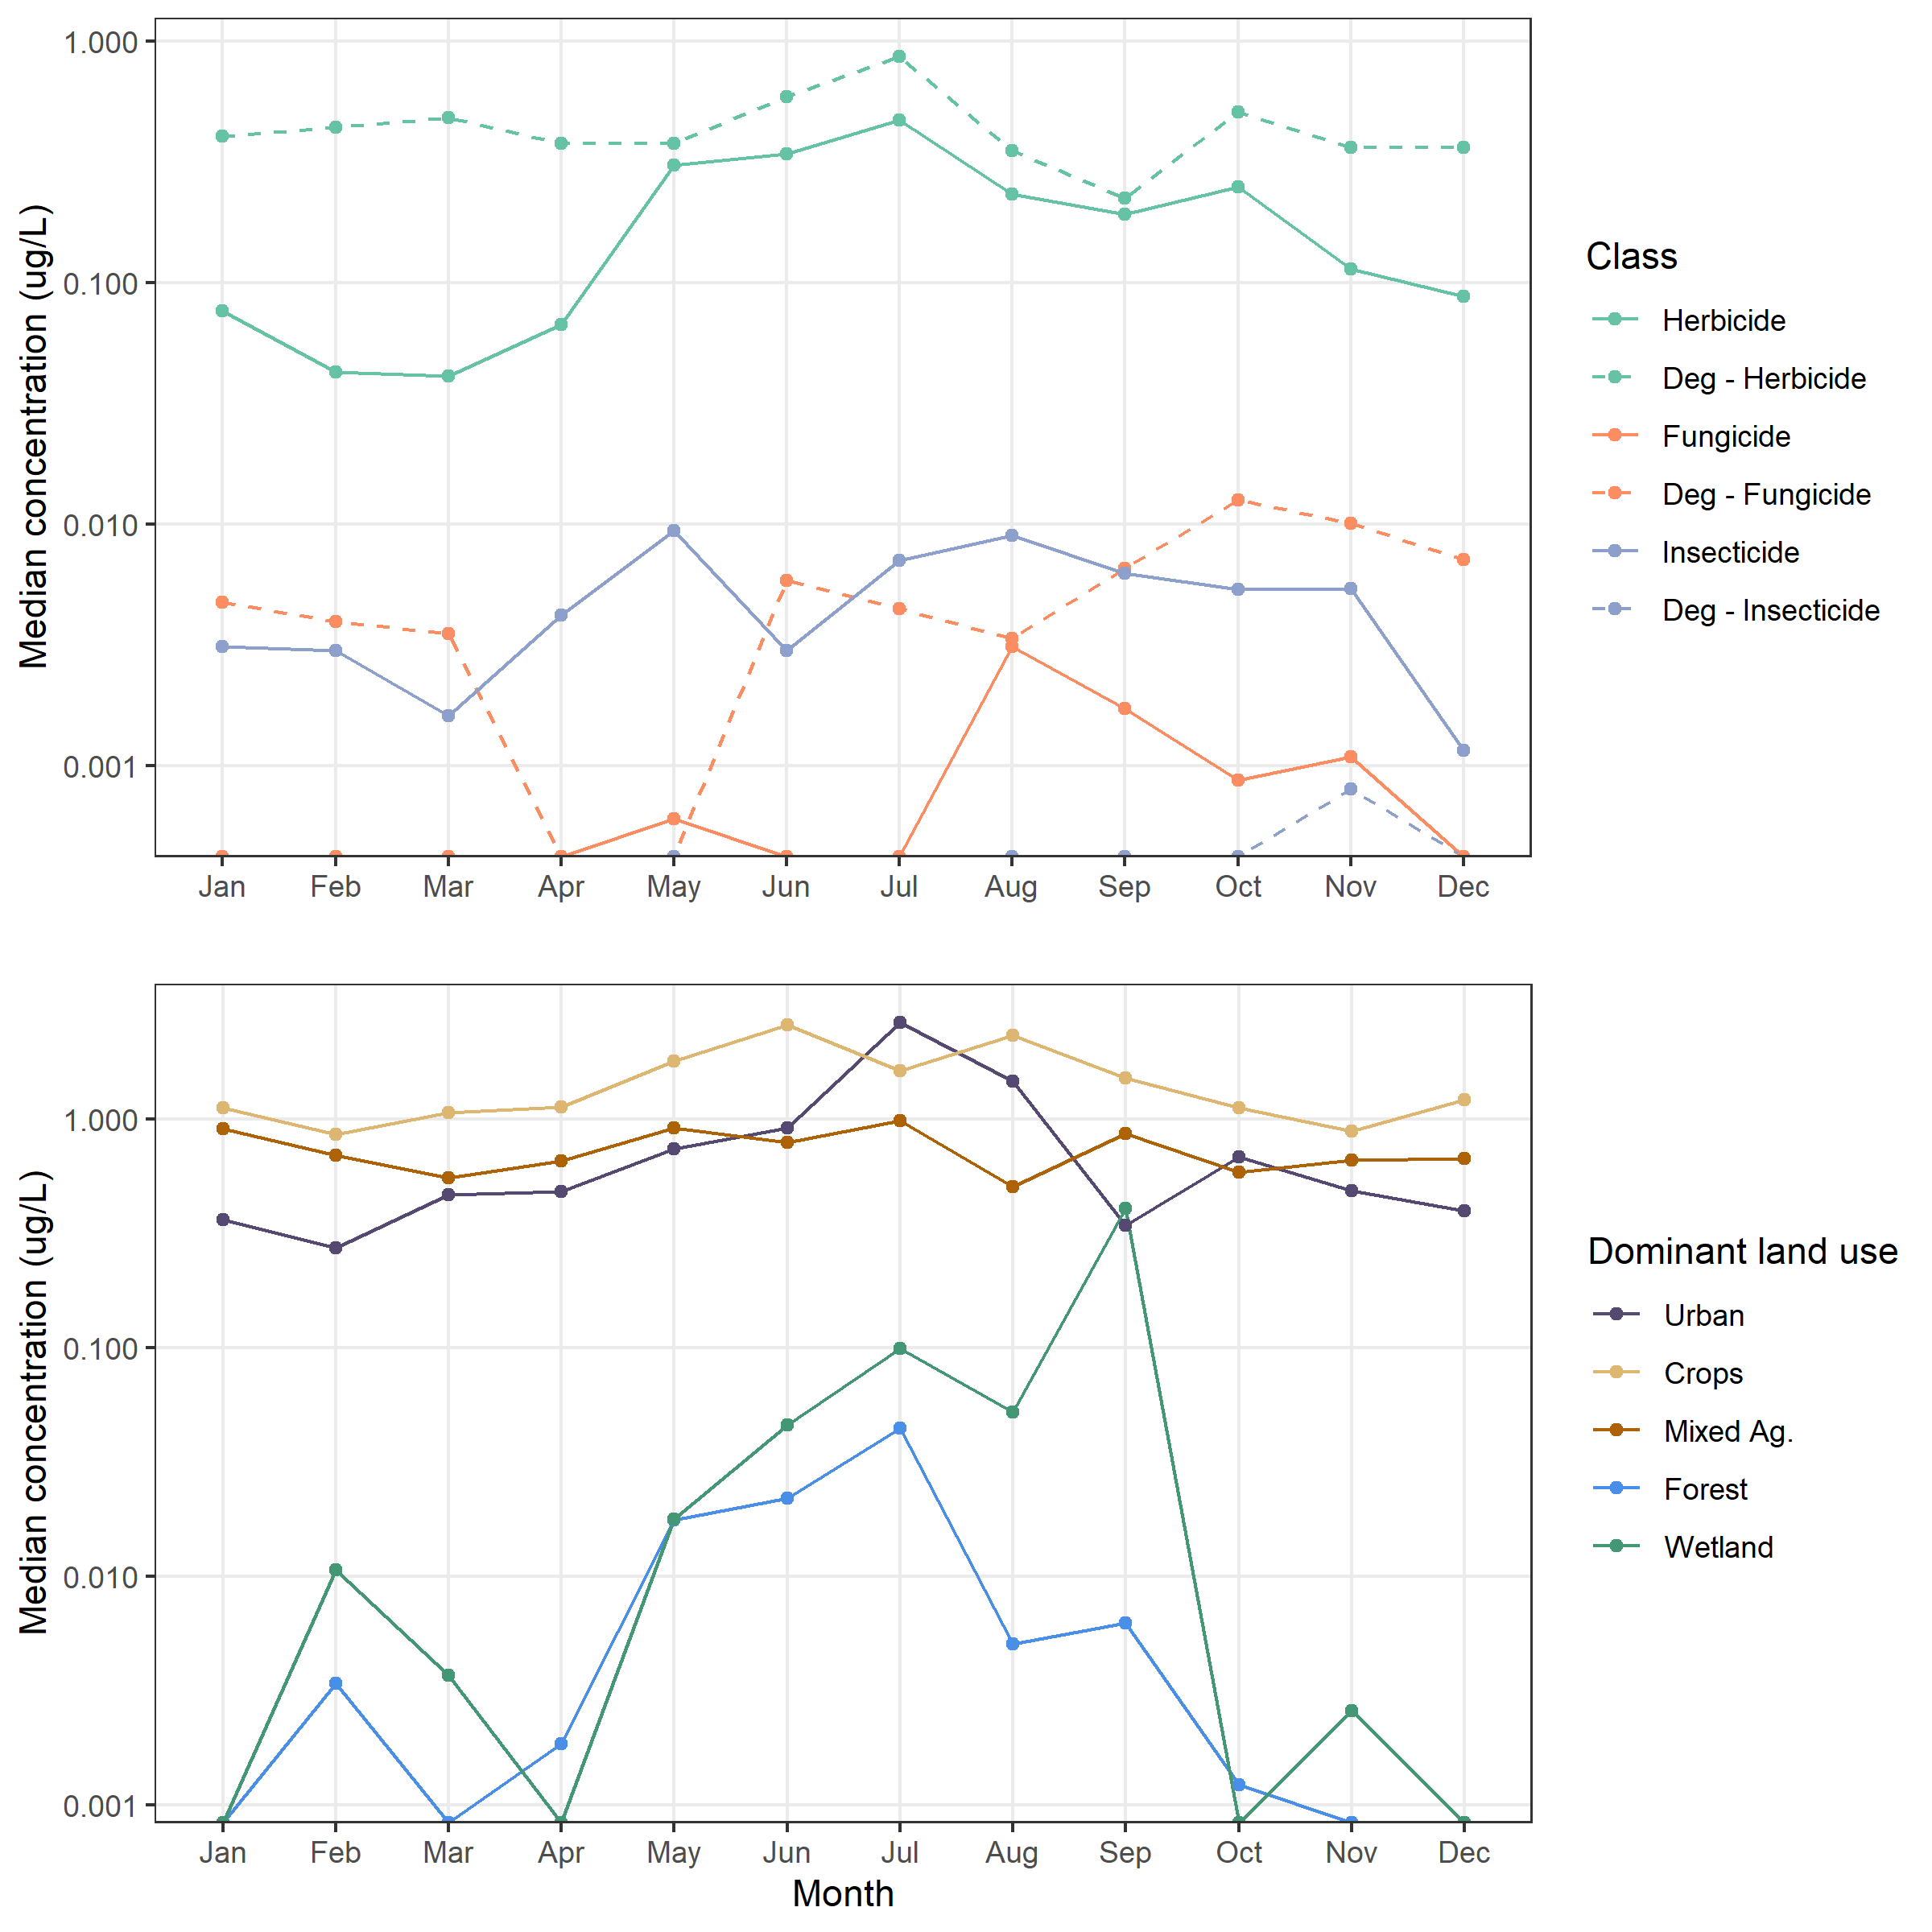 1.000
0.100
0.010
0.001
Median concentration (ug/L)
Jan Feb Mar Apr May Jun Jul Aug Sep Oct Nov Dec
Class
Herbicide
Deg - Herbicide
Fungicide
Deg - Fungicide
Insecticide
Deg - Insecticide
1.000
0.100
0.010
0.001
Median concentration (ug/L)
Jan Feb Mar Apr May Jun Jul Aug Sep Oct Nov Dec
Month
Dominant land use
Urban
Crops
Mixed Ag.
Forest
Wetland